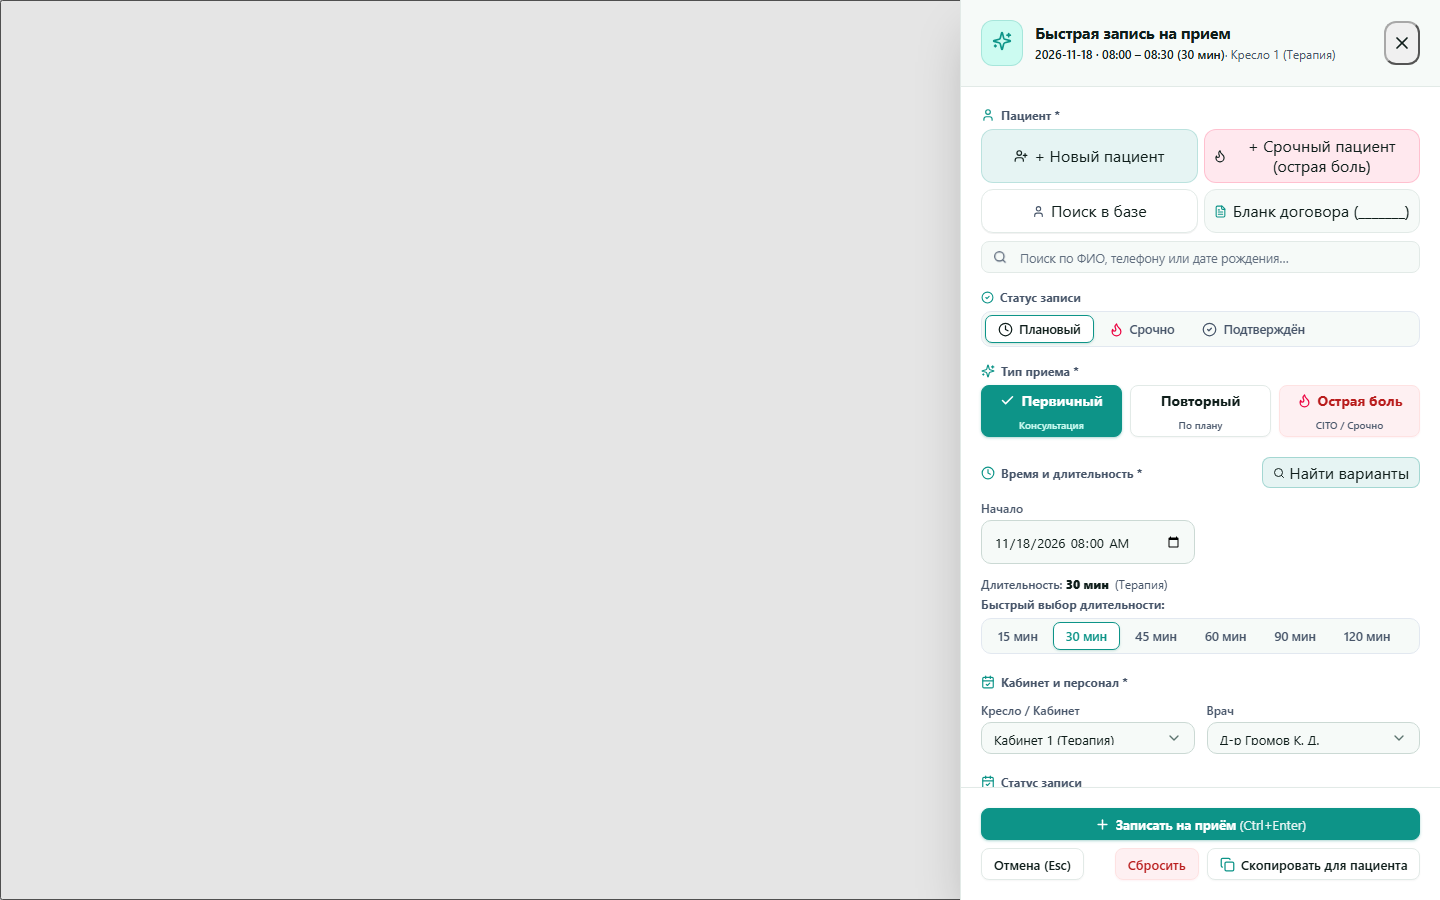 Быстрая запись на прием
2026-11-18 · 08:00 – 08:30 (30 мин)· Кресло 1 (Терапия)
Пациент *
+ Новый пациент
+ Срочный пациент (острая боль)
Поиск в базе
Бланк договора (______)
Поиск по ФИО, телефону или дате рождения...
Статус записи
Плановый
Срочно
Подтверждён
Тип приема *
Первичный
Консультация
Повторный
По плану
Острая боль
CITO / Срочно
Время и длительность *
Найти варианты
Начало
11/18/2026 08:00 AM
Длительность: 30 мин (Терапия)
Быстрый выбор длительности:
15 мин
30 мин
45 мин
60 мин
90 мин
120 мин
Кабинет и персонал *
Кресло / Кабинет
Врач
Кабинет 1 (Терапия)
Д-р Громов К. Д.
Статус записи
+ Записать на приём (Ctrl+Enter)
Отмена (Esc)
Сбросить
Скопировать для пациента